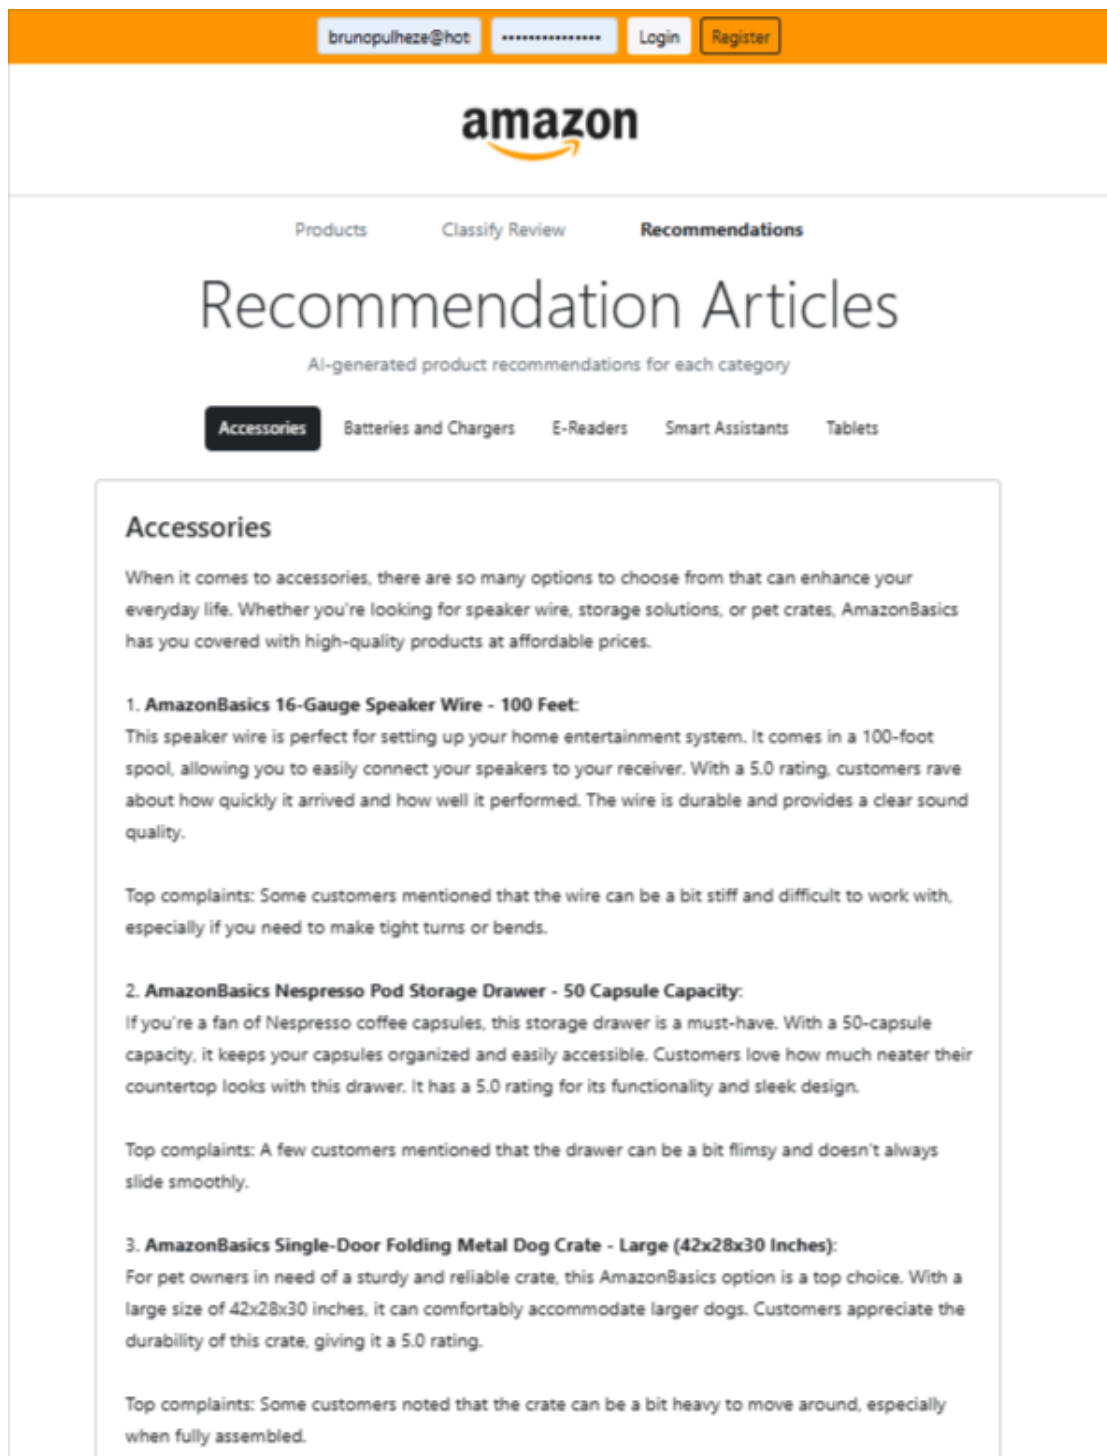 brunopulheze@hot
Login
Register
amazon
Products
Classify Review
Recommendations
Recommendation Articles
AI-generated product recommendations for each category
Accessories
Batteries and Chargers
E-Readers
Smart Assistants
Tablets
Accessories
When it comes to accessories, there are so many options to choose from that can enhance your
everyday life. Whether you're looking for speaker wire, storage solutions, or pet crates, AmazonBasics
has you covered with high-quality products at affordable prices.
1. AmazonBasics 16-Gauge Speaker Wire - 100 Feet:
This speaker wire is perfect for setting up your home entertainment system. It comes in a 100-foot
spool, allowing you to easily connect your speakers to your receiver. With a 5.0 rating, customers rave
about how quickly it arrived and how well it performed. The wire is durable and provides a clear sound
quality.
Top complaints: Some customers mentioned that the wire can be a bit stiff and difficult to work with,
especially if you need to make tight turns or bends.
2. AmazonBasics Nespresso Pod Storage Drawer - 50 Capsule Capacity:
If you're a fan of Nespresso coffee capsules, this storage drawer is a must-have. With a 50-capsule
capacity, it keeps your capsules organized and easily accessible. Customers love how much neater their
countertop looks with this drawer. It has a 5.0 rating for its functionality and sleek design.
Top complaints: A few customers mentioned that the drawer can be a bit flimsy and doesn't always
slide smoothly.
3. AmazonBasics Single-Door Folding Metal Dog Crate - Large (42x28x30 Inches):
For pet owners in need of a sturdy and reliable crate, this AmazonBasics option is a top choice. With a
large size of 42x28x30 inches, it can comfortably accommodate larger dogs. Customers appreciate the
durability of this crate, giving it a 5.0 rating.
Top complaints: Some customers noted that the crate can be a bit heavy to move around, especially
when fully assembled.